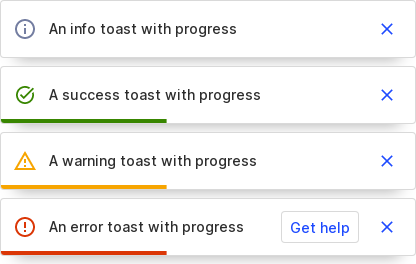 An info toast with progress
A success toast with progress
A warning toast with progress
An error toast with progress Get help